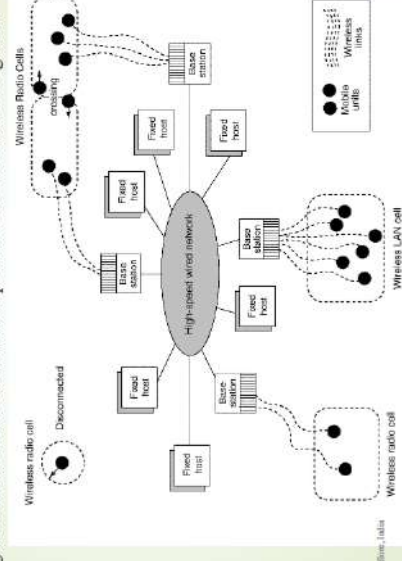 Wireless radio cell
Disconnected
Wireless Radio Cells
crossing
Fixed
host
Fixed
host
Base
station
Fixed
host
Fixed
host
Fixed
host
Base
station
High-speed wired network
Base
station
Fixed
host
Base
station
Wireless radio cell
Wireless LAN cell
Mobile
units
Wireless
links
India